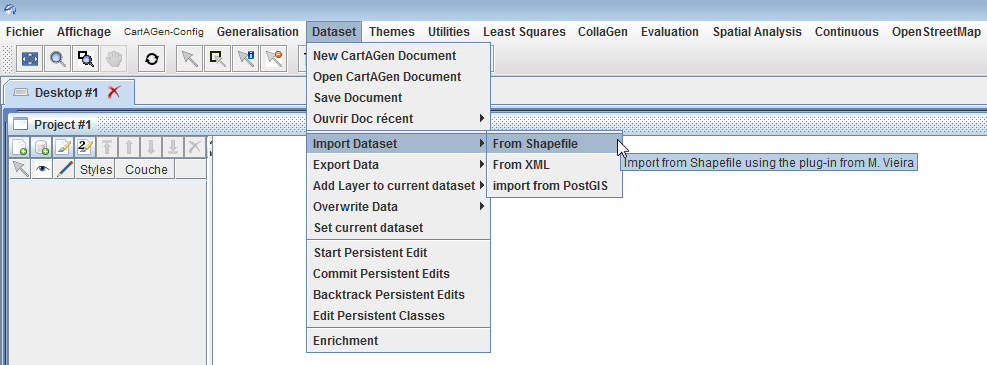 Fichier Affichage CartAGen-Config Generalisation Dataset Themes Utilities Least Squares CollaGen Evaluation Spatial Analysis Continuous OpenStreetMap
Desktop #1
Project #1
Styles Couche
New CartAGen Document
Open CartAGen Document
Save Document
Ouvrir Doc récent
Import Dataset
Export Data
Add Layer to current dataset
Overwrite Data
Set current dataset
Start Persistent Edit
Commit Persistent Edits
Backtrack Persistent Edits
Edit Persistent Classes
Enrichment
From Shapefile
From XML
import from PostGIS
Import from Shapefile using the plug-in from M. Vieira